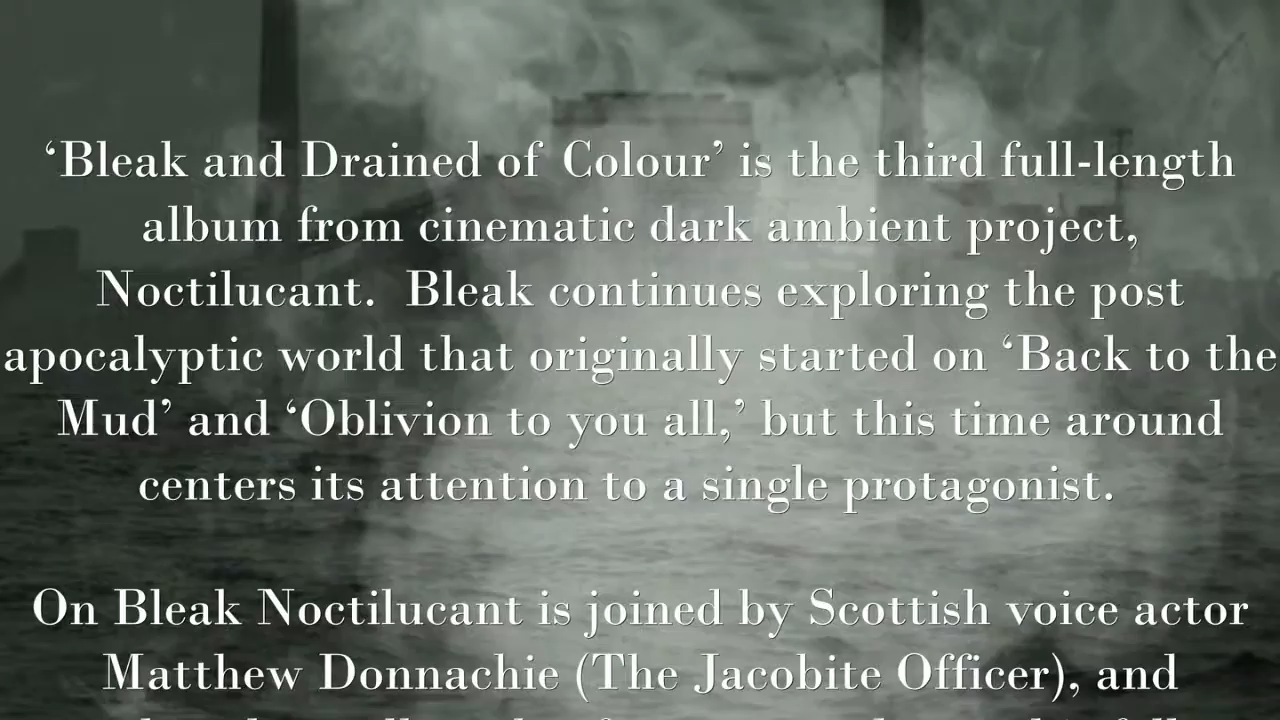 ‘Bleak and Drained of Colour’ is the third full-length
album from cinematic dark ambient project,
Noctilucant.  Bleak continues exploring the post
apocalyptic world that originally started on ‘Back to the
Mud’ and ‘Oblivion to you all,’ but this time around
centers its attention to a single protagonist.
On Bleak Noctilucant is joined by Scottish voice actor
Matthew Donnachie (The Jacobite Officer), and